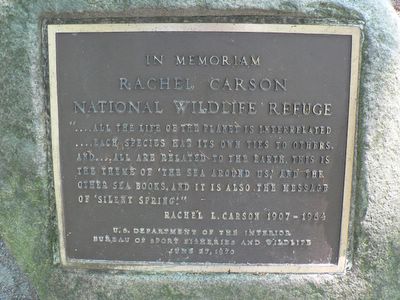 IN MEMORIAM
RACHEL CARSON
NATIONAL WILDLIFE REFUGE
"....ALL THE LIFE OF THE PLANET IS INTERRELATED
....EACH SPECIES HAS ITS OWN TIES TO OTHERS,
AND....ALL ARE RELATED TO THE EARTH. THIS IS
THE THEME OF 'THE SEA AROUND US,' AND THE
OTHER SEA BOOKS, AND IT IS ALSO THE MESSAGE
OF 'SILENT SPRING.'"
RACHEL L. CARSON 1907-1964
U.S. DEPARTMENT OF THE INTERIOR
BUREAU OF SPORT FISHERIES AND WILDLIFE
JUNE 27, 1970